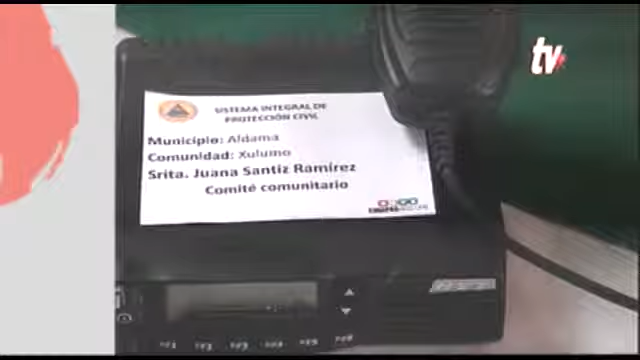 tv
SISTEMA INTEGRAL DE
PROTECCIÓN CIVIL
Municipio: Aldama
Comunidad: Xulumo
Srita. Juana Santiz Ramírez
Comité comunitario